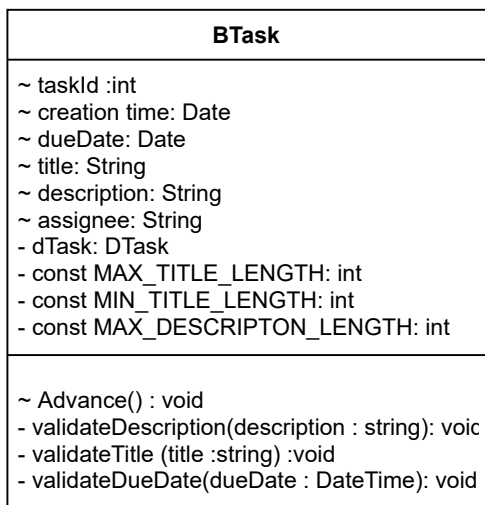 BTask
~ taskId :int
~ creation time: Date
~ dueDate: Date
~ title: String
~ description: String
~ assignee: String
- dTask: DTask
- const MAX_TITLE_LENGTH: int
- const MIN_TITLE_LENGTH: int
- const MAX_DESCRIPTON_LENGTH: int
~ Advance() : void
- validateDescription(description : string): void
- validateTitle (title :string) :void
- validateDueDate(dueDate : DateTime): void